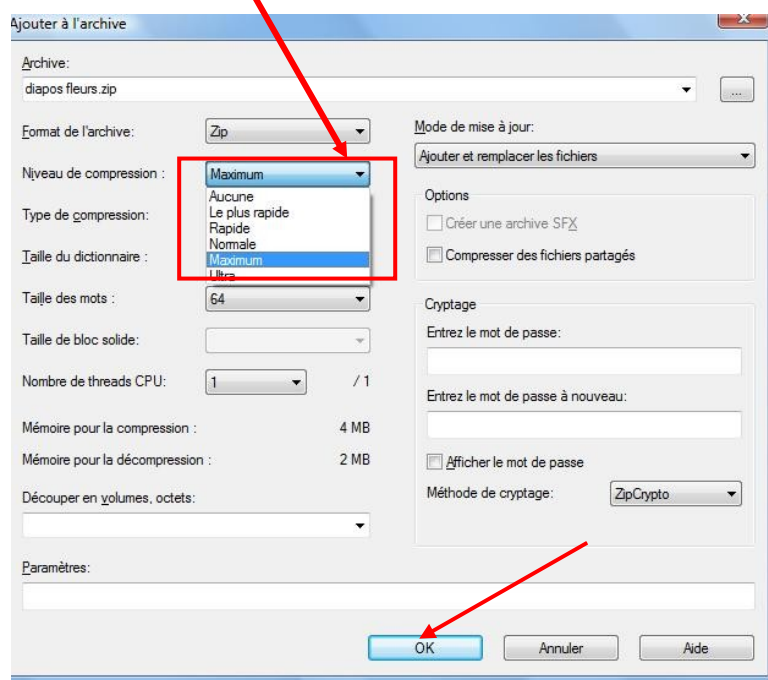 Ajouter à l'archive
Archive:
diapos fleurs.zip
...
Format de l'archive:
Zip
Mode de mise à jour:
Ajouter et remplacer les fichiers
Niveau de compression :
Maximum
Aucune
Le plus rapide
Rapide
Normale
Maximum
Ultra
Options
Créer une archive SFX
Compresser des fichiers partagés
Type de compression:
Taille du dictionnaire :
Taille des mots :
64
Cryptage
Entrez le mot de passe:
Taille de bloc solide:
Nombre de threads CPU:
1
/ 1
Entrez le mot de passe à nouveau:
Mémoire pour la compression :
4 MB
Mémoire pour la décompression :
2 MB
Afficher le mot de passe
Méthode de cryptage:
ZipCrypto
Découper en volumes, octets:
Paramètres:
OK
Annuler
Aide